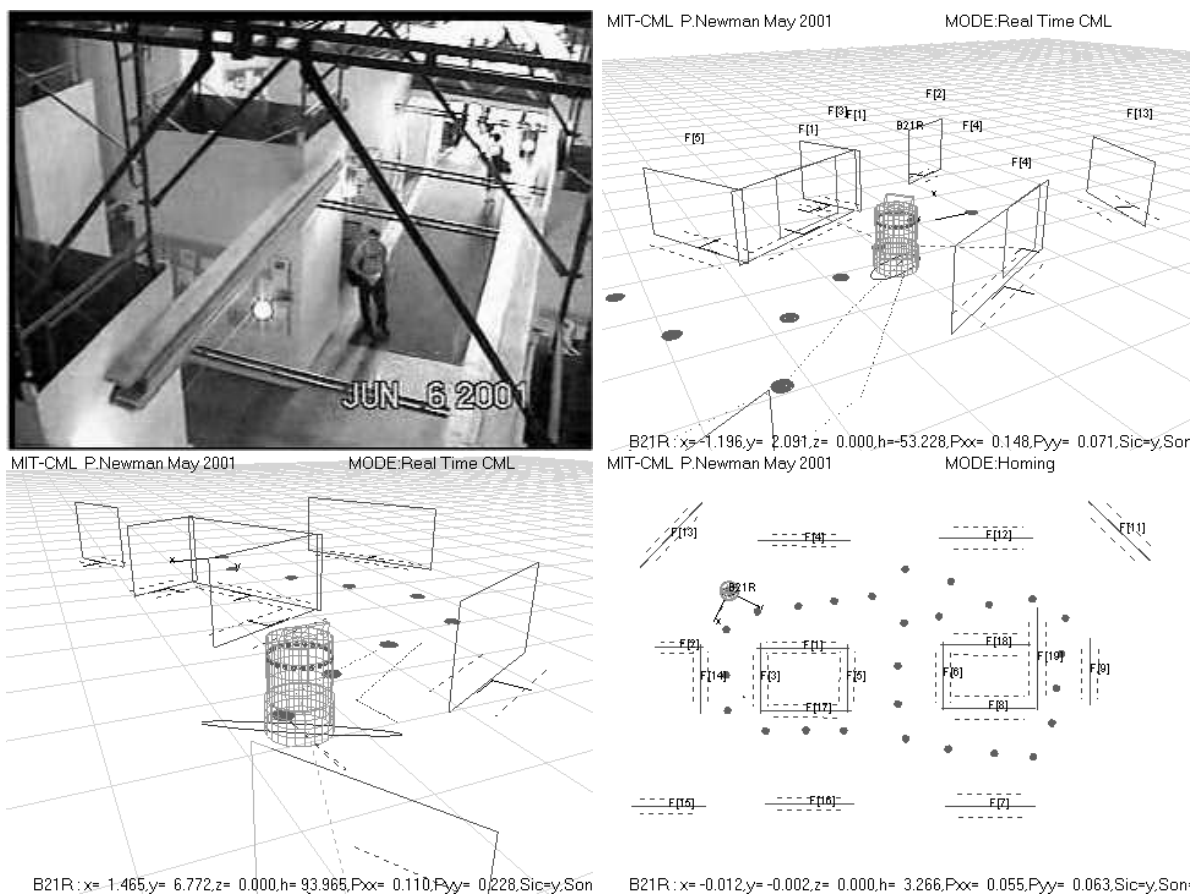 JUN 6 2001
MIT-CML P.Newman May 2001 MODE:Real Time CML
F[2]
F[3] F[1]
F[13]
B21R
F[4]
F[1]
F[5]
F[4]
x
B21R : x= -1.196,y= 2.091,z= 0.000,h=-53.228,Pxx= 0.148,Pyy= 0.071,Sic=y,Son
MIT-CML P.Newman May 2001 MODE:Real Time CML
x
y
B21R : x= 1.465,y= 6.772,z= 0.000,h= 93.965,Pxx= 0.110,Pyy= 0.228,Sic=y,Son
MIT-CML P.Newman May 2001 MODE:Homing
F[13] F[4] F[12] F[11]
B21R
y
x
F[2] F[1] F[18]
F[19]
F[14] F[3] F[5] F[6] F[9]
F[17] F[8]
F[15] F[16] F[7]
B21R : x= -0.012,y= -0.002,z= 0.000,h= 3.266,Pxx= 0.055,Pyy= 0.063,Sic=y,Son